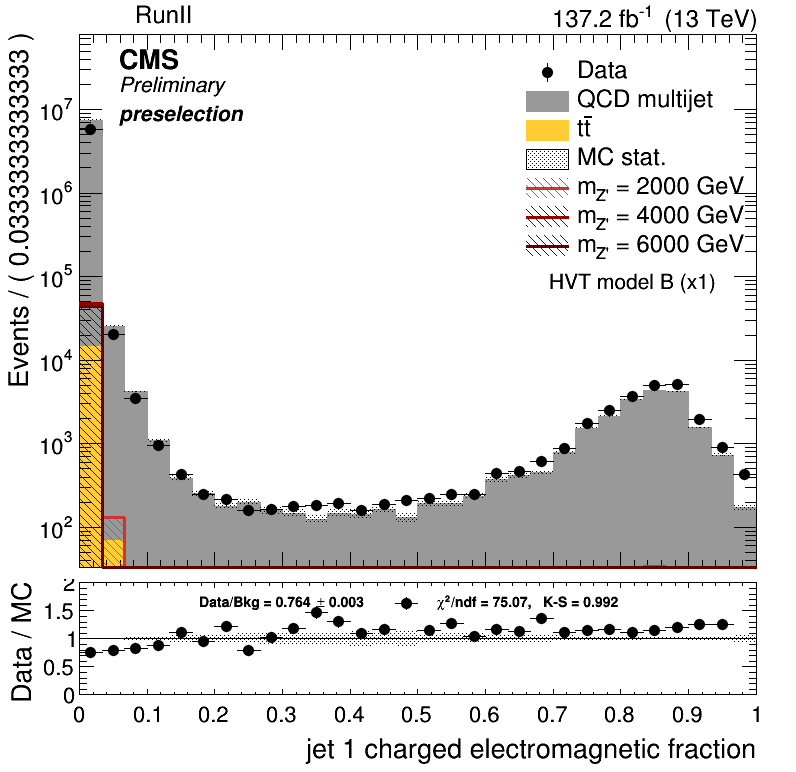 RunII
137.2 fb⁻¹ (13 TeV)
CMS
Preliminary
preselection
Data
QCD multijet
tt̄
MC stat.
m_Z' = 2000 GeV
m_Z' = 4000 GeV
m_Z' = 6000 GeV
HVT model B (x1)
Events / ( 0.0333333333333333 )
10⁷
10⁶
10⁵
10⁴
10³
10²
Data/Bkg = 0.764 ± 0.003
χ²/ndf = 75.07, K-S = 0.992
Data / MC
2
1.5
1
0.5
0
0 0.1 0.2 0.3 0.4 0.5 0.6 0.7 0.8 0.9 1
jet 1 charged electromagnetic fraction